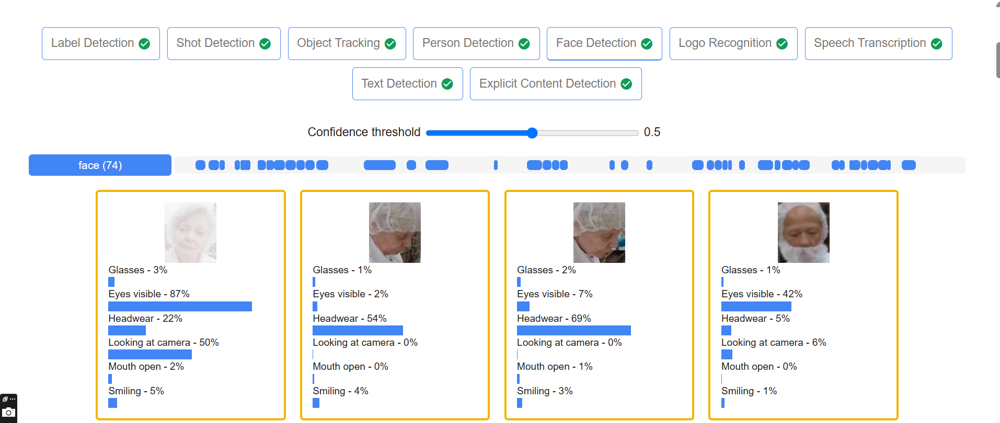 Label Detection
Shot Detection
Object Tracking
Person Detection
Face Detection
Logo Recognition
Speech Transcription
Text Detection
Explicit Content Detection
Confidence threshold 0.5
face (74)
Glasses - 3%
Eyes visible - 87%
Headwear - 22%
Looking at camera - 50%
Mouth open - 2%
Smiling - 5%
Glasses - 1%
Eyes visible - 2%
Headwear - 54%
Looking at camera - 0%
Mouth open - 0%
Smiling - 4%
Glasses - 2%
Eyes visible - 7%
Headwear - 69%
Looking at camera - 0%
Mouth open - 1%
Smiling - 3%
Glasses - 1%
Eyes visible - 42%
Headwear - 5%
Looking at camera - 6%
Mouth open - 0%
Smiling - 1%